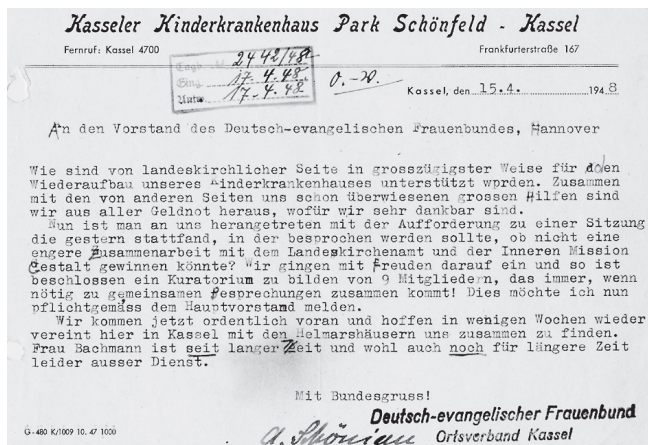 Kasseler Kinderkrankenhaus Park Schönfeld - Kassel
Fernruf: Kassel 4700
Frankfurterstraße 167
Tagb. 2442/48
Eing. 17.4.48
Antw. 17.4.48
Kassel, den 15.4. 1948
An den Vorstand des Deutsch-evangelischen Frauenbundes, Hannover
Wie sind von landeskirchlicher Seite in grosszügigster Weise für den
Wiederaufbau unseres Kinderkrankenhauses unterstützt wprden. Zusammen
mit den von anderen Seiten uns schon überwiesenen grossen Hilfen sind
wir aus aller Geldnot heraus, wofür wir sehr dankbar sind.
Nun ist man an uns herangetreten mit der Aufforderung zu einer Sitzung
die gestern stattfand, in der besprochen werden sollte, ob nicht eine
engere Zusammenarbeit mit dem Landeskirchenamt und der Inneren Mission
Gestalt gewinnen könnte? Wir gingen mit Freuden darauf ein und so ist
beschlossen ein Kuratorium zu bilden von 9 Mitgliedern, das immer, wenn
nötig zu gemeinsamen Besprechungen zusammen kommt! Dies möchte ich nun
pflichtgemäss dem Hauptvorstand melden.
Wir kommen jetzt ordentlich voran und hoffen in wenigen Wochen wieder
vereint hier in Kassel mit den Helmarshäusern uns zusammen zu finden.
Frau Bachmann ist seit langer Zeit und wohl auch noch für längere Zeit
leider ausser Dienst.
Mit Bundesgruss!
Deutsch-evangelischer Frauenbund
Ortsverband Kassel
A. Schönian
G-480 K/1009 10. 47 1000